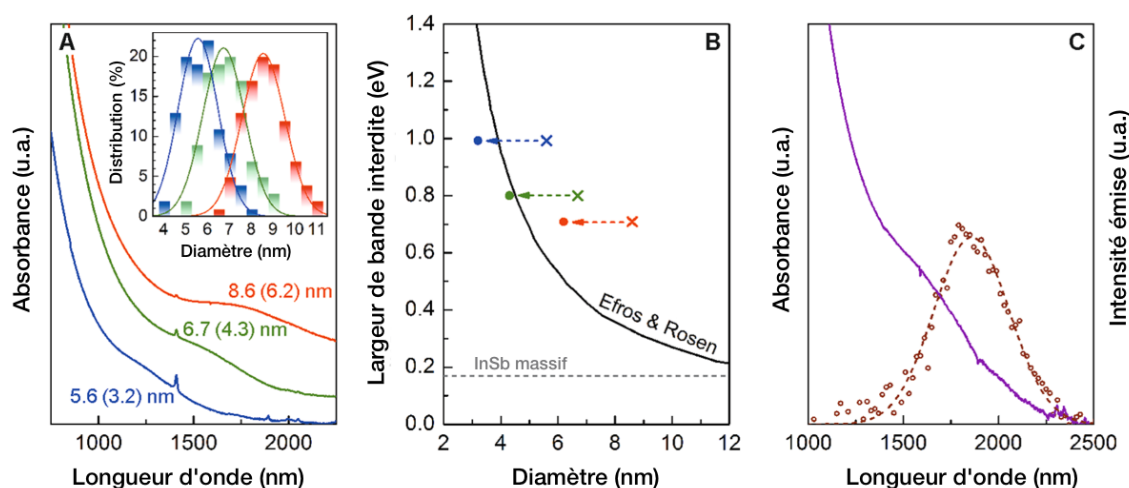 A
Absorbance (u.a.)
Distribution (%)
20
15
10
5
0
4 5 6 7 8 9 10 11
Diamètre (nm)
8.6 (6.2) nm
6.7 (4.3) nm
5.6 (3.2) nm
1000 1500 2000
Longueur d'onde (nm)
B
Largeur de bande interdite (eV)
1.4
1.2
1.0
0.8
0.6
0.4
0.2
0.0
Efros & Rosen
InSb massif
2 4 6 8 10 12
Diamètre (nm)
C
Absorbance (u.a.)
Intensité émise (u.a.)
1000 1500 2000 2500
Longueur d'onde (nm)